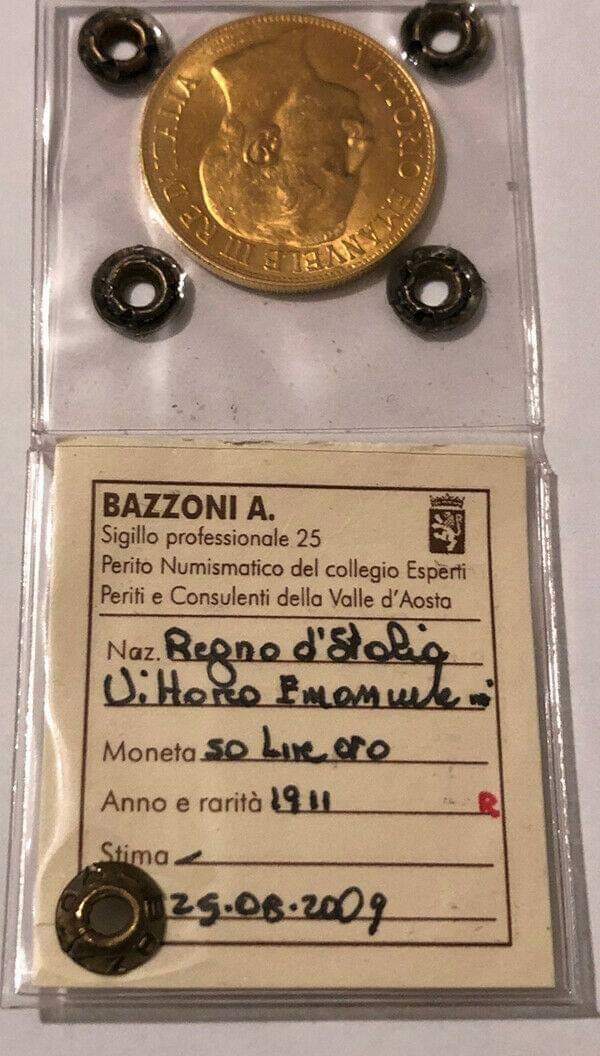 VITTORIO EMANVELE III RE D'ITALIA
BAZZONI A.
Sigillo professionale 25
Perito Numismatico del collegio Esperti
Periti e Consulenti della Valle d'Aosta
Naz. Regno d'Italia
Vittorio Emanuele III
Moneta 50 Lire oro
Anno e rarità 1911 R
Stima
25.08.2009